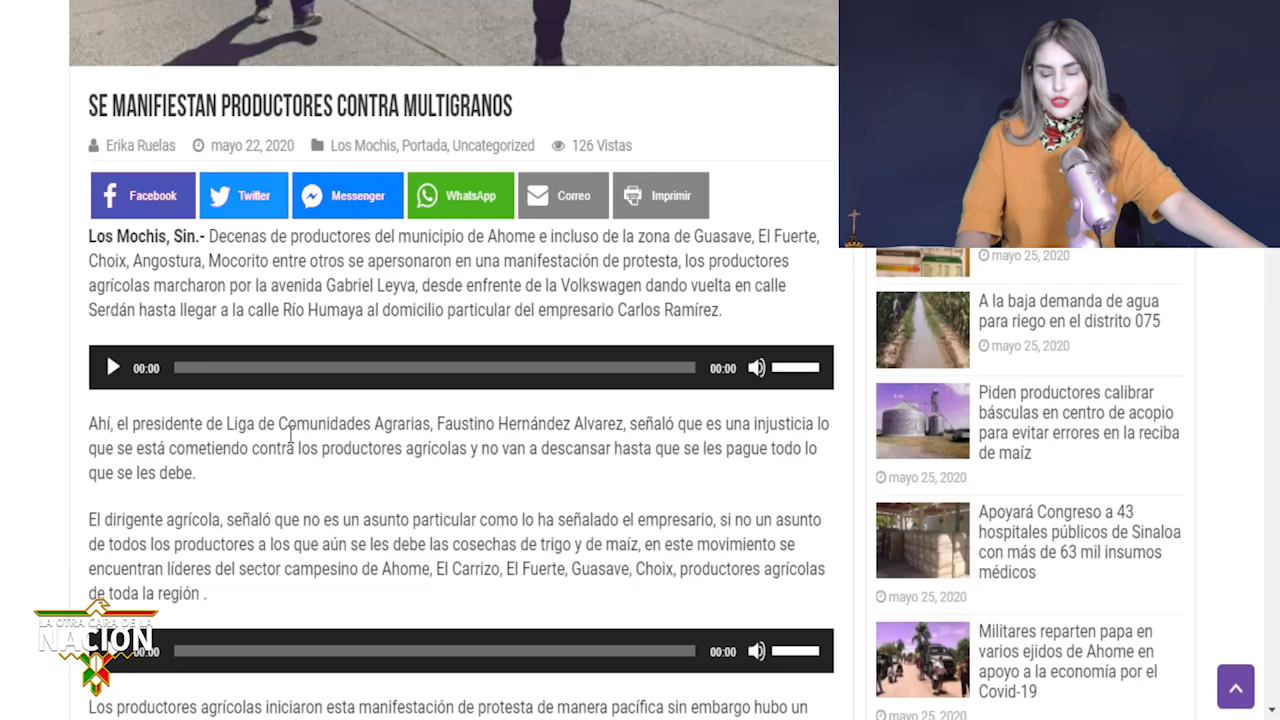 SE MANIFIESTAN PRODUCTORES CONTRA MULTIGRANOS
Erika Ruelas mayo 22, 2020 Los Mochis, Portada, Uncategorized 126 Vistas
Facebook Twitter Messenger WhatsApp Correo Imprimir
Los Mochis, Sin.- Decenas de productores del municipio de Ahome e incluso de la zona de Guasave, El Fuerte,
Choix, Angostura, Mocorito entre otros se apersonaron en una manifestación de protesta, los productores
agrícolas marcharon por la avenida Gabriel Leyva, desde enfrente de la Volkswagen dando vuelta en calle
Serdán hasta llegar a la calle Río Humaya al domicilio particular del empresario Carlos Ramírez.
00:00 00:00
Ahí, el presidente de Liga de Comunidades Agrarias, Faustino Hernández Alvarez, señaló que es una injusticia lo
que se está cometiendo contra los productores agrícolas y no van a descansar hasta que se les pague todo lo
que se les debe.
El dirigente agrícola, señaló que no es un asunto particular como lo ha señalado el empresario, si no un asunto
de todos los productores a los que aún se les debe las cosechas de trigo y de maíz, en este movimiento se
encuentran líderes del sector campesino de Ahome, El Carrizo, El Fuerte, Guasave, Choix, productores agrícolas
de toda la región .
00:00 00:00
Los productores agrícolas iniciaron esta manifestación de protesta de manera pacífica sin embargo hubo un
LA OTRA CARA DE LA
NACIÓN
mayo 25, 2020
A la baja demanda de agua
para riego en el distrito 075
mayo 25, 2020
Piden productores calibrar
básculas en centro de acopio
para evitar errores en la reciba
de maíz
mayo 25, 2020
Apoyará Congreso a 43
hospitales públicos de Sinaloa
con más de 63 mil insumos
médicos
mayo 25, 2020
Militares reparten papa en
varios ejidos de Ahome en
apoyo a la economía por el
Covid-19
mayo 25, 2020